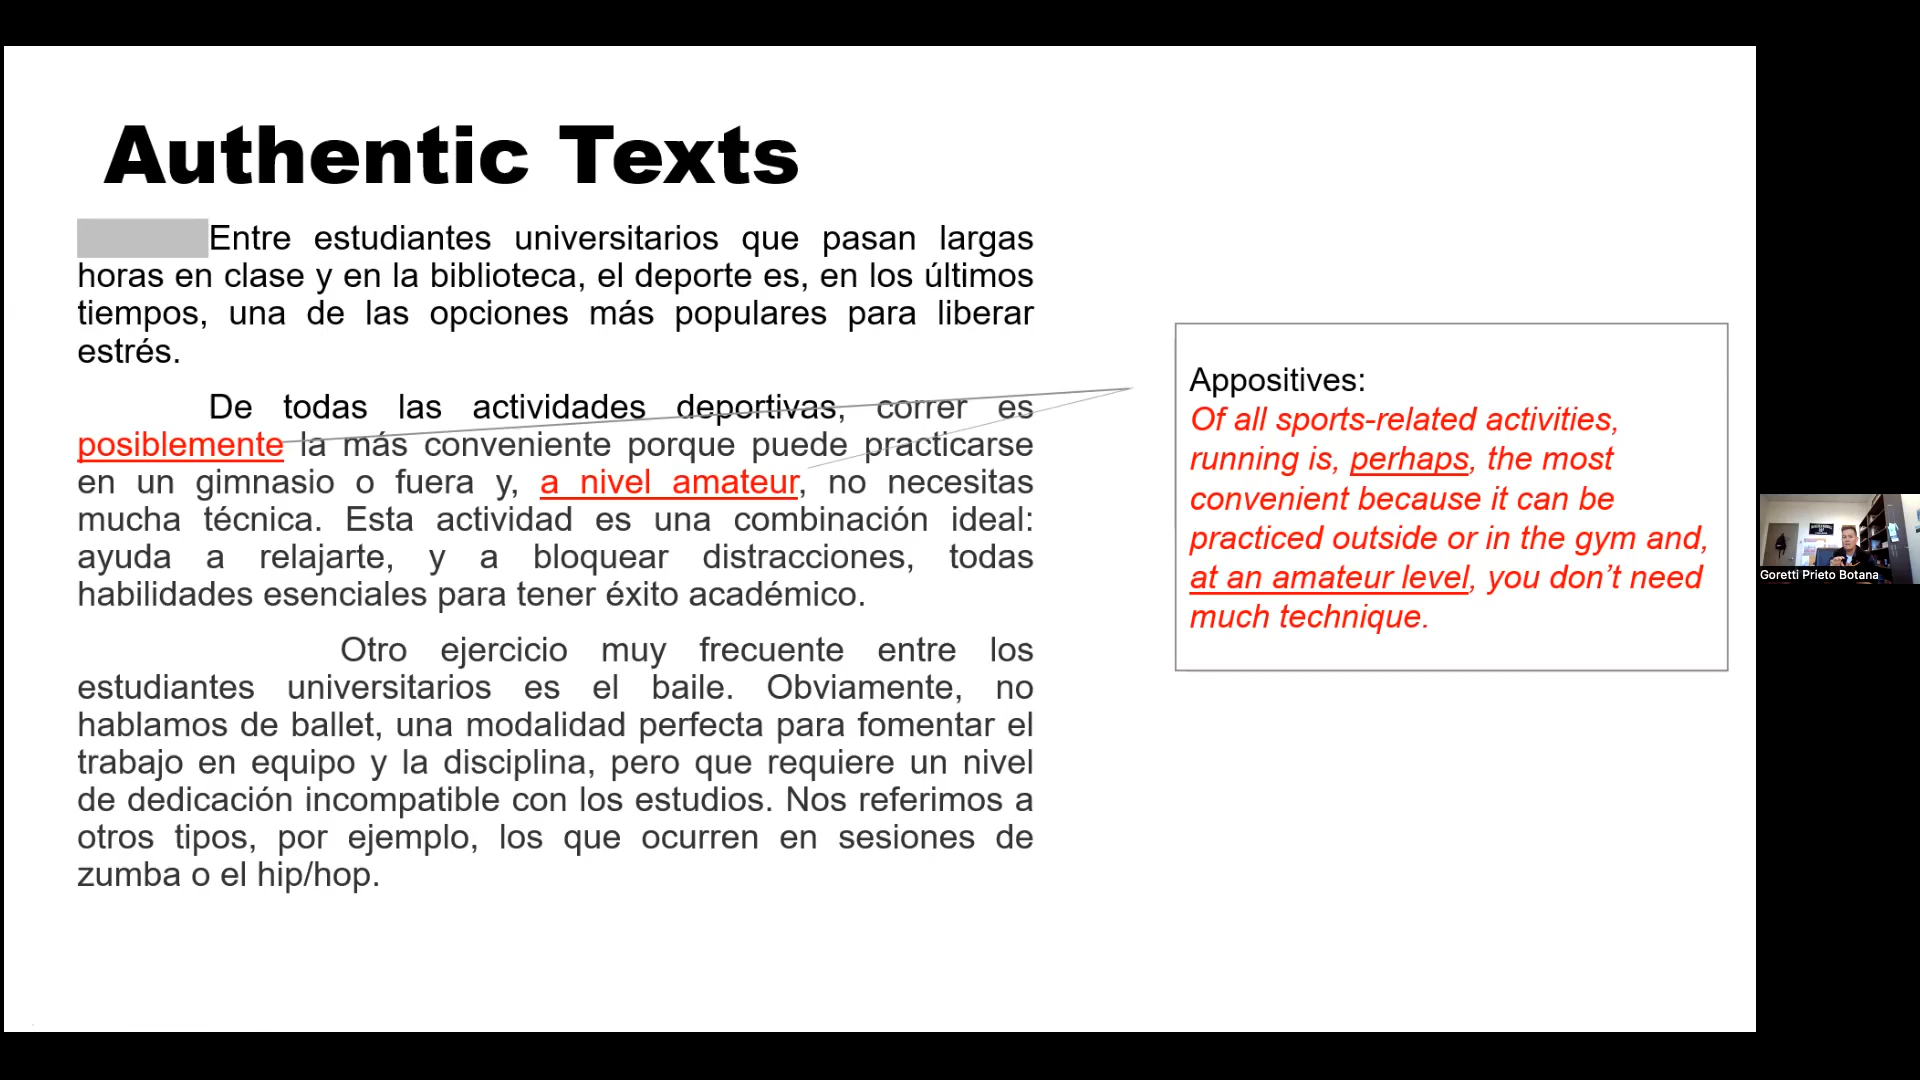 Authentic Texts
Entre estudiantes universitarios que pasan largas
horas en clase y en la biblioteca, el deporte es, en los últimos
tiempos, una de las opciones más populares para liberar
estrés.
De todas las actividades deportivas, correr es
posiblemente la más conveniente porque puede practicarse
en un gimnasio o fuera y, a nivel amateur, no necesitas
mucha técnica. Esta actividad es una combinación ideal:
ayuda a relajarte, y a bloquear distracciones, todas
habilidades esenciales para tener éxito académico.
Otro ejercicio muy frecuente entre los
estudiantes universitarios es el baile. Obviamente, no
hablamos de ballet, una modalidad perfecta para fomentar el
trabajo en equipo y la disciplina, pero que requiere un nivel
de dedicación incompatible con los estudios. Nos referimos a
otros tipos, por ejemplo, los que ocurren en sesiones de
zumba o el hip/hop.
Appositives:
Of all sports-related activities,
running is, perhaps, the most
convenient because it can be
practiced outside or in the gym and,
at an amateur level, you don’t need
much technique.
Goretti Prieto Botana